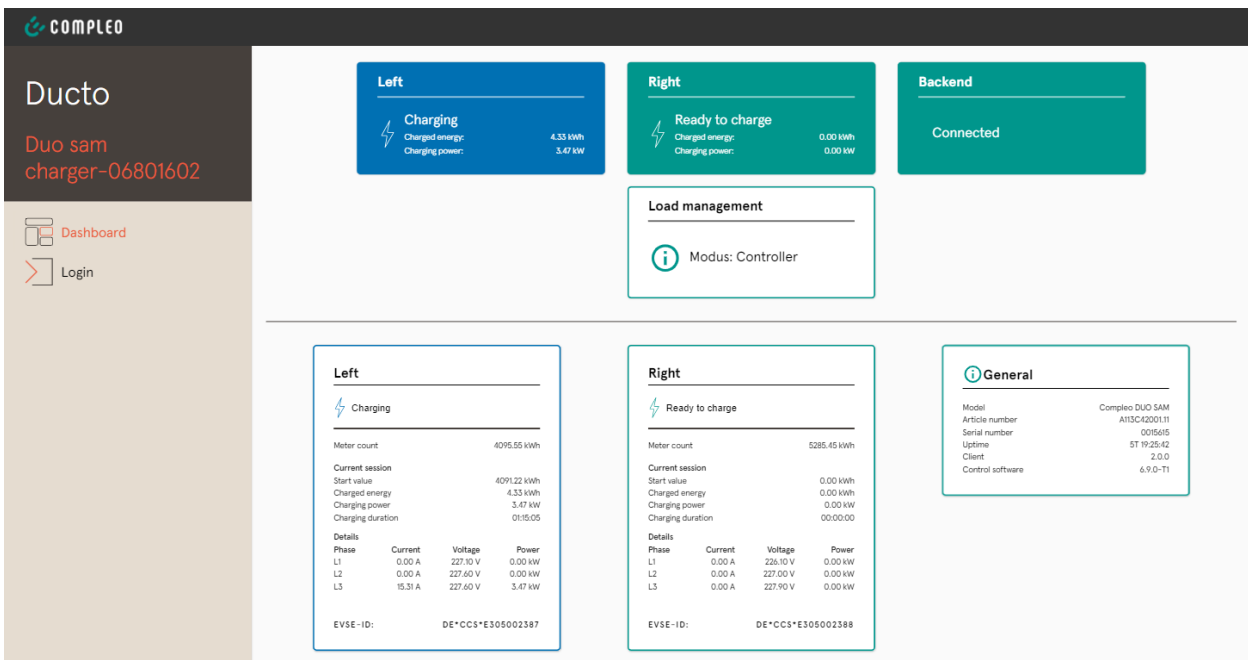 COMPLEO
Ducto
Duo sam
charger-06801602
Dashboard
Login
Left
Charging
Charged energy: 4.33 kWh
Charging power: 3.47 kW
Right
Ready to charge
Charged energy: 0.00 kWh
Charging power: 0.00 kW
Backend
Connected
Load management
Modus: Controller
Left
Charging
Meter count 4095.55 kWh
Current session
Start value 4091.22 kWh
Charged energy 4.33 kWh
Charging power 3.47 kW
Charging duration 01:15:05
Details
Phase Current Voltage Power
L1 0.00 A 227.10 V 0.00 kW
L2 0.00 A 227.60 V 0.00 kW
L3 15.31 A 227.60 V 3.47 kW
EVSE-ID: DE*CCS*E305002387
Right
Ready to charge
Meter count 5285.45 kWh
Current session
Start value 0.00 kWh
Charged energy 0.00 kWh
Charging power 0.00 kW
Charging duration 00:00:00
Details
Phase Current Voltage Power
L1 0.00 A 226.10 V 0.00 kW
L2 0.00 A 227.00 V 0.00 kW
L3 0.00 A 227.90 V 0.00 kW
EVSE-ID: DE*CCS*E305002388
General
Model Compleo DUO SAM
Article number A113C42001.11
Serial number 0015615
Uptime 5T 19:25:42
Client 2.0.0
Control software 6.9.0-T1